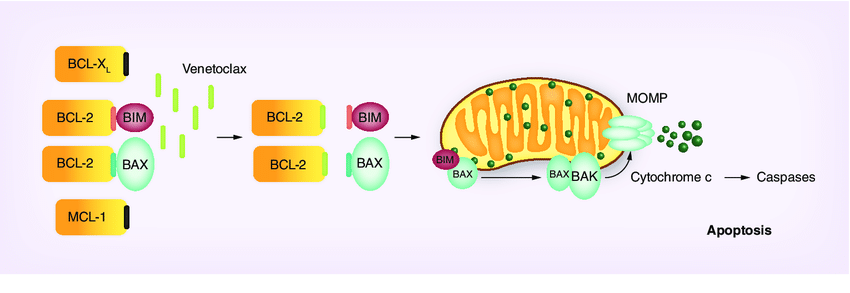 BCL-XL
Venetoclax
BCL-2
BIM
BCL-2
BAX
MCL-1
BCL-2
BIM
BCL-2
BAX
MOMP
BIM
BAX
BAX
BAK
Cytochrome c
Caspases
Apoptosis